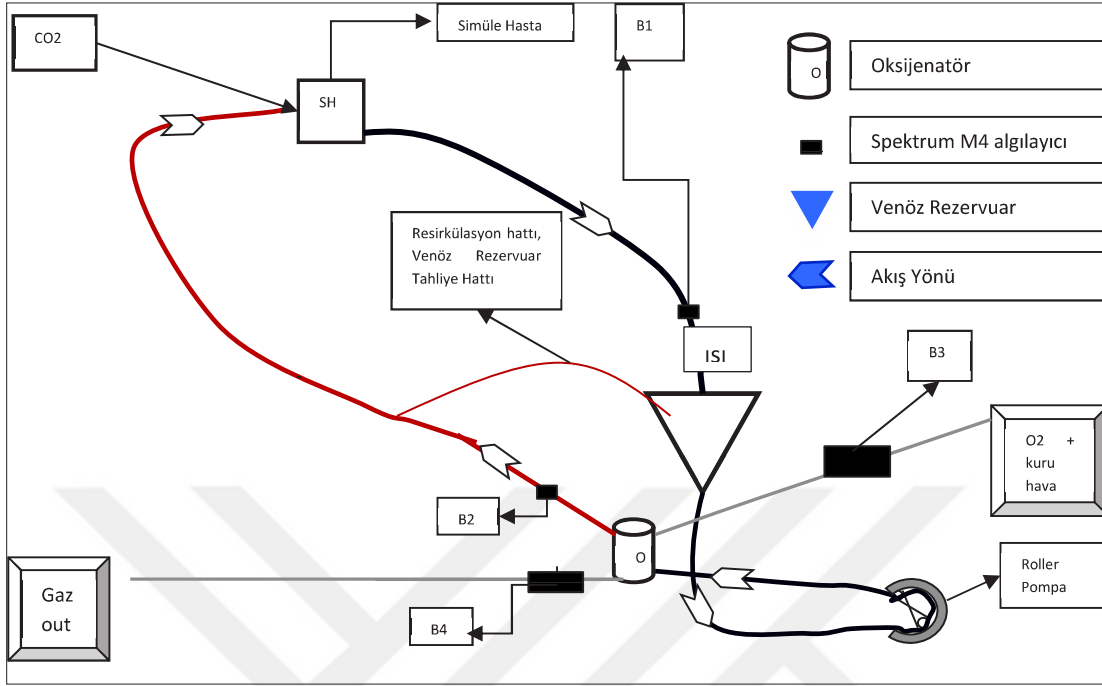 CO2
Simüle Hasta
B1
SH
O
Oksijenatör
Spektrum M4 algılayıcı
Venöz Rezervuar
Akış Yönü
Resirkülasyon hattı,
Venöz Rezervuar
Tahliye Hattı
ISI
B3
O2 +
kuru
hava
B2
O
Gaz
out
B4
Roller
Pompa